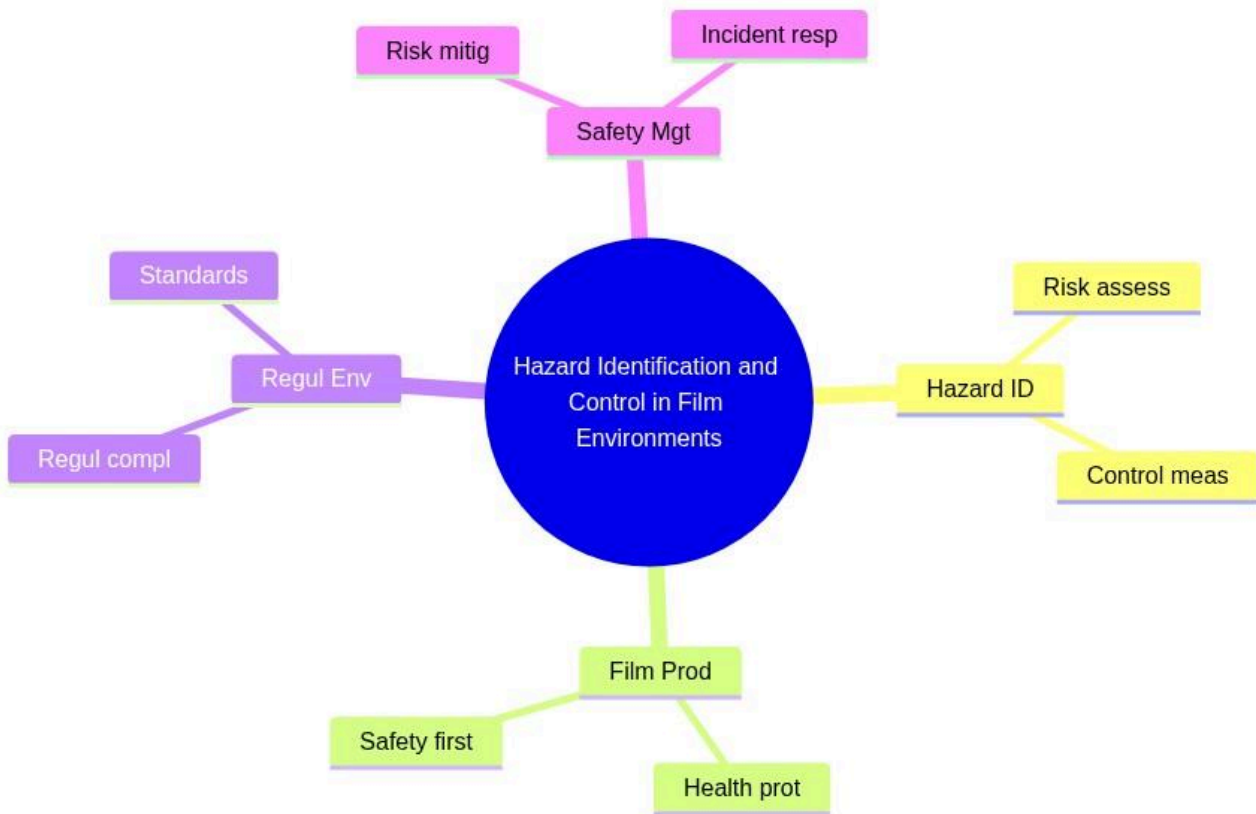 Risk mitig
Incident resp
Safety Mgt
Standards
Risk assess
Regul Env
Hazard Identification and
Control in Film
Environments
Hazard ID
Regul compl
Control meas
Film Prod
Safety first
Health prot